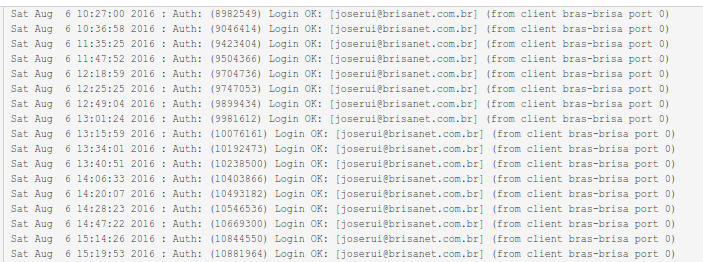 Sat Aug  6 10:27:00 2016 : Auth: (8982549) Login OK: [joserui@brisanet.com.br] (from client bras-brisa port 0)
Sat Aug  6 10:36:58 2016 : Auth: (9046414) Login OK: [joserui@brisanet.com.br] (from client bras-brisa port 0)
Sat Aug  6 11:35:25 2016 : Auth: (9423404) Login OK: [joserui@brisanet.com.br] (from client bras-brisa port 0)
Sat Aug  6 11:47:52 2016 : Auth: (9504366) Login OK: [joserui@brisanet.com.br] (from client bras-brisa port 0)
Sat Aug  6 12:18:59 2016 : Auth: (9704736) Login OK: [joserui@brisanet.com.br] (from client bras-brisa port 0)
Sat Aug  6 12:25:25 2016 : Auth: (9747053) Login OK: [joserui@brisanet.com.br] (from client bras-brisa port 0)
Sat Aug  6 12:49:04 2016 : Auth: (9899434) Login OK: [joserui@brisanet.com.br] (from client bras-brisa port 0)
Sat Aug  6 13:01:24 2016 : Auth: (9981612) Login OK: [joserui@brisanet.com.br] (from client bras-brisa port 0)
Sat Aug  6 13:15:59 2016 : Auth: (10076161) Login OK: [joserui@brisanet.com.br] (from client bras-brisa port 0)
Sat Aug  6 13:34:01 2016 : Auth: (10192473) Login OK: [joserui@brisanet.com.br] (from client bras-brisa port 0)
Sat Aug  6 13:40:51 2016 : Auth: (10238500) Login OK: [joserui@brisanet.com.br] (from client bras-brisa port 0)
Sat Aug  6 14:06:33 2016 : Auth: (10403866) Login OK: [joserui@brisanet.com.br] (from client bras-brisa port 0)
Sat Aug  6 14:20:07 2016 : Auth: (10493182) Login OK: [joserui@brisanet.com.br] (from client bras-brisa port 0)
Sat Aug  6 14:28:23 2016 : Auth: (10546536) Login OK: [joserui@brisanet.com.br] (from client bras-brisa port 0)
Sat Aug  6 14:47:22 2016 : Auth: (10669300) Login OK: [joserui@brisanet.com.br] (from client bras-brisa port 0)
Sat Aug  6 15:14:26 2016 : Auth: (10844550) Login OK: [joserui@brisanet.com.br] (from client bras-brisa port 0)
Sat Aug  6 15:19:53 2016 : Auth: (10881964) Login OK: [joserui@brisanet.com.br] (from client bras-brisa port 0)